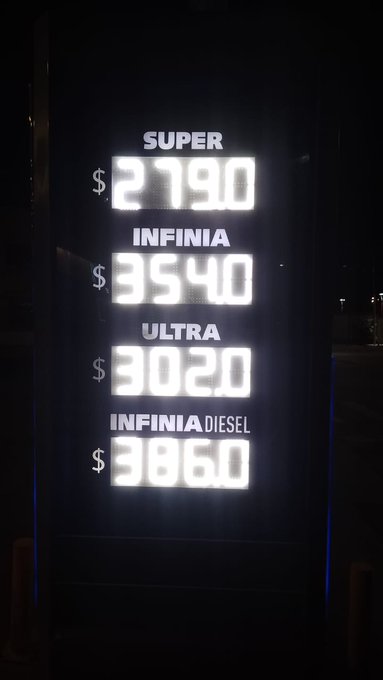 SUPER
$ 279.0
INFINIA
$ 354.0
ULTRA
$ 302.0
INFINIA DIESEL
$ 386.0